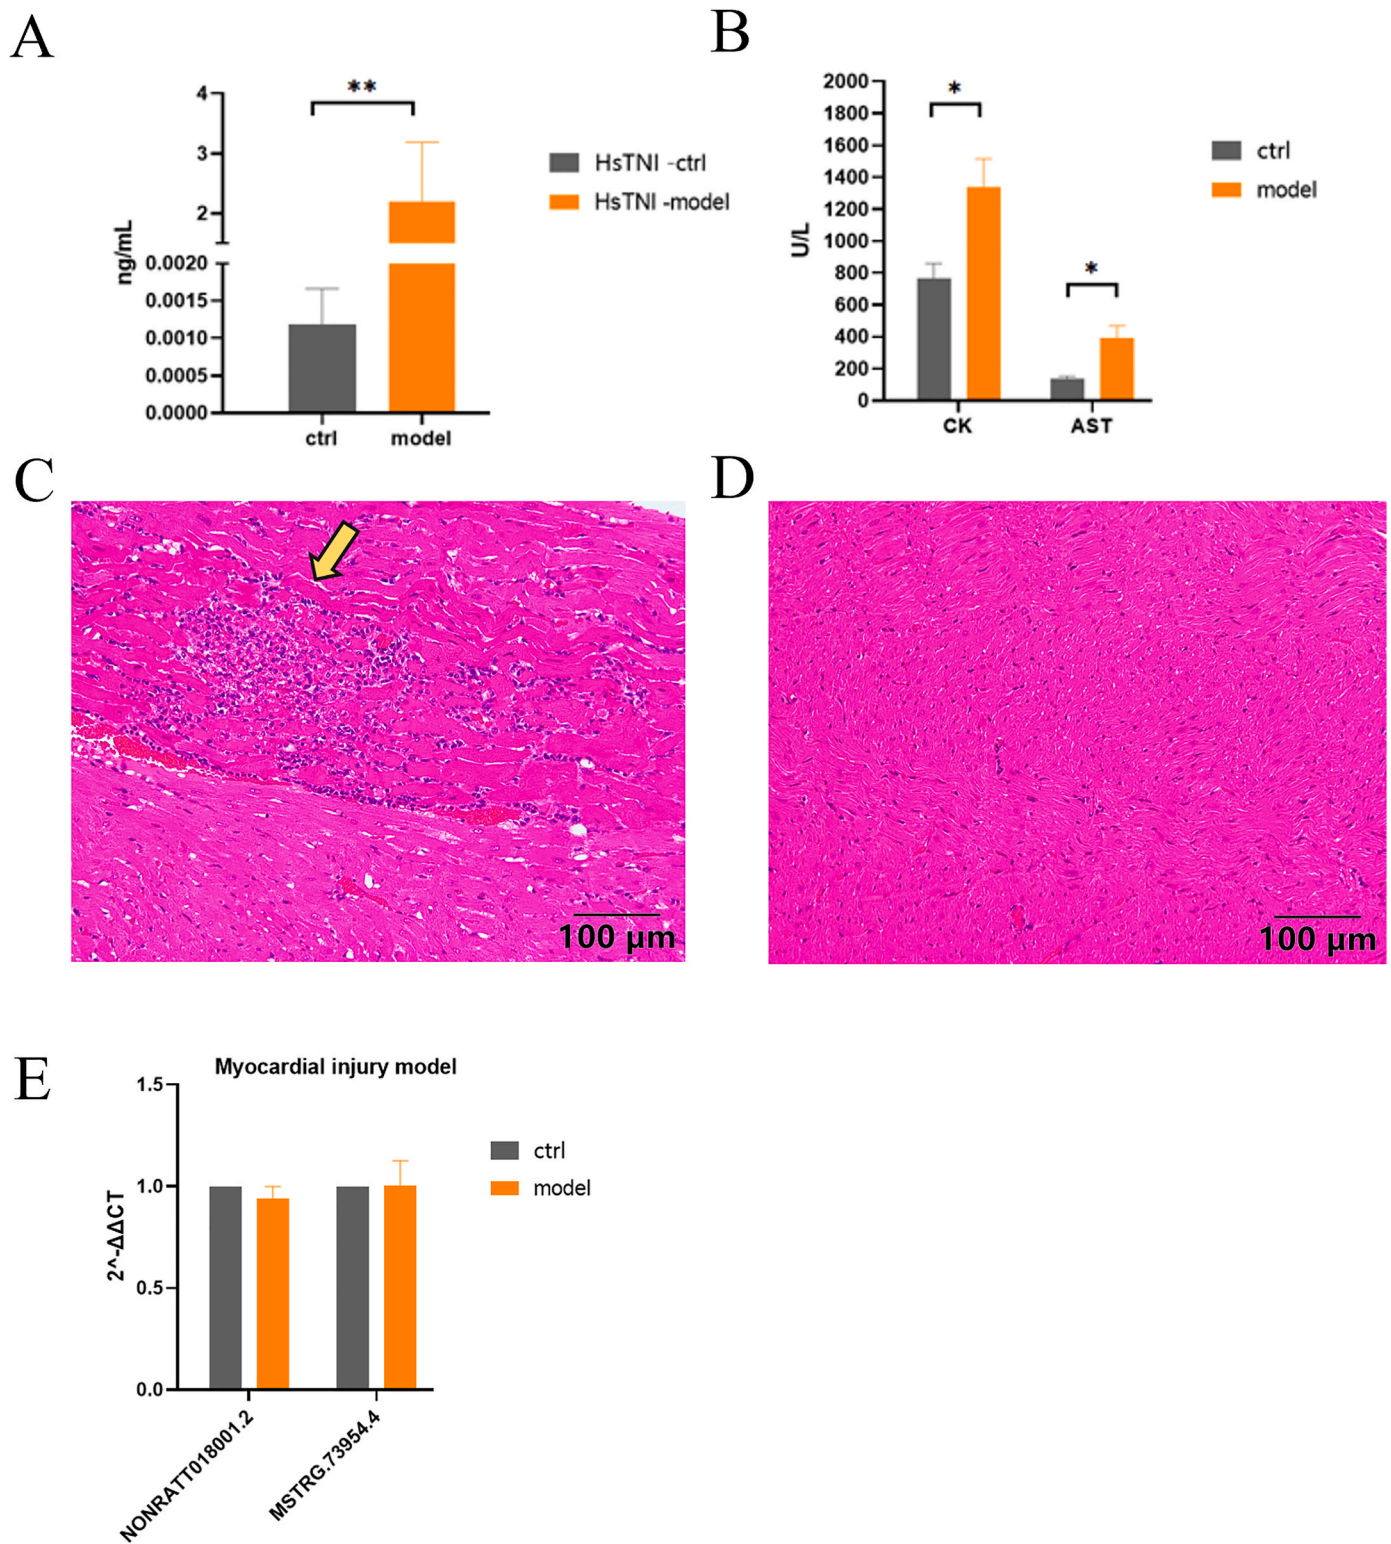 A
**
4
3
2
0.0020
0.0015
0.0010
0.0005
0.0000
ng/mL
ctrl
model
HsTNI -ctrl
HsTNI -model
B
*
*
2000
1800
1600
1400
1200
1000
800
600
400
200
0
U/L
CK
AST
ctrl
model
C
100 μm
D
100 μm
E
Myocardial injury model
1.5
1.0
0.5
0.0
2^-ΔΔCT
NONRATT018001.2
MSTRG.73954.4
ctrl
model